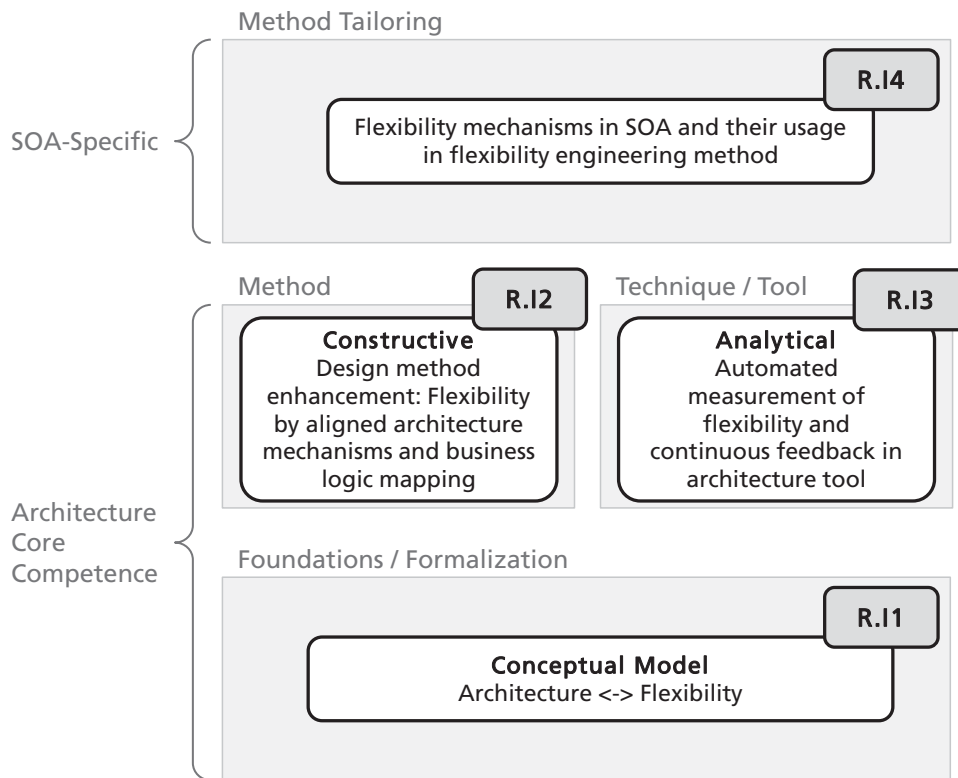 Method Tailoring
R.I4
SOA-Specific
Flexibility mechanisms in SOA and their usage
in flexibility engineering method
Method
R.I2
Constructive
Design method
enhancement: Flexibility
by aligned architecture
mechanisms and business
logic mapping
Technique / Tool
R.I3
Analytical
Automated
measurement of
flexibility and
continuous feedback in
architecture tool
Architecture
Core
Competence
Foundations / Formalization
R.I1
Conceptual Model
Architecture <-> Flexibility